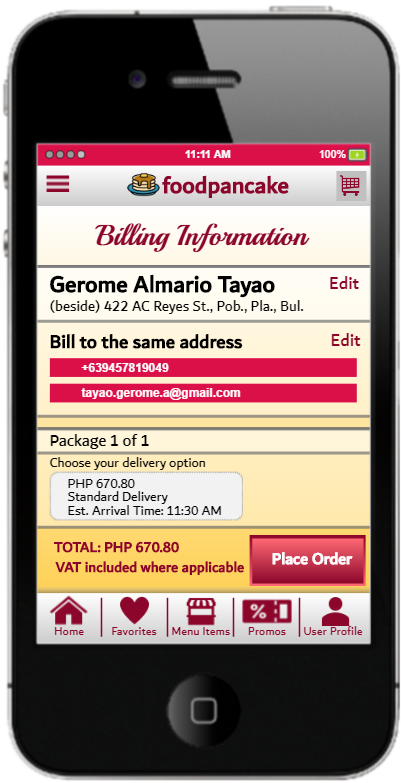 11:11 AM 100%
foodpancake
Billing Information
Gerome Almario Tayao Edit
(beside) 422 AC Reyes St., Pob., Pla., Bul.
Bill to the same address Edit
+639457819049
tayao.gerome.a@gmail.com
Package 1 of 1
Choose your delivery option
PHP 670.80
Standard Delivery
Est. Arrival Time: 11:30 AM
TOTAL: PHP 670.80
VAT included where applicable
Place Order
%
Home Favorites Menu Items Promos User Profile